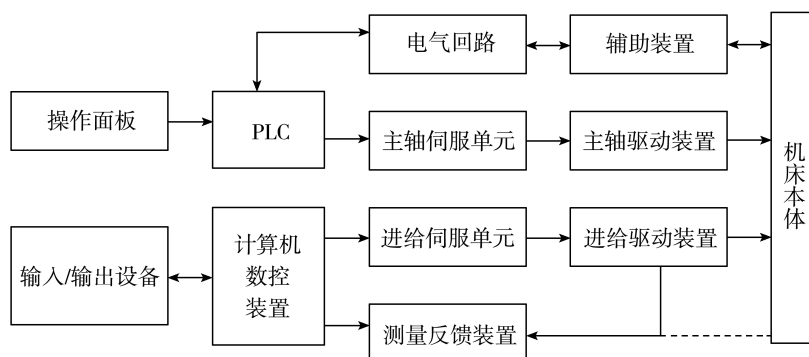 电气回路
辅助装置
操作面板
PLC
主轴伺服单元
主轴驱动装置
机床本体
输入/输出设备
计算机
数控
装置
进给伺服单元
进给驱动装置
测量反馈装置